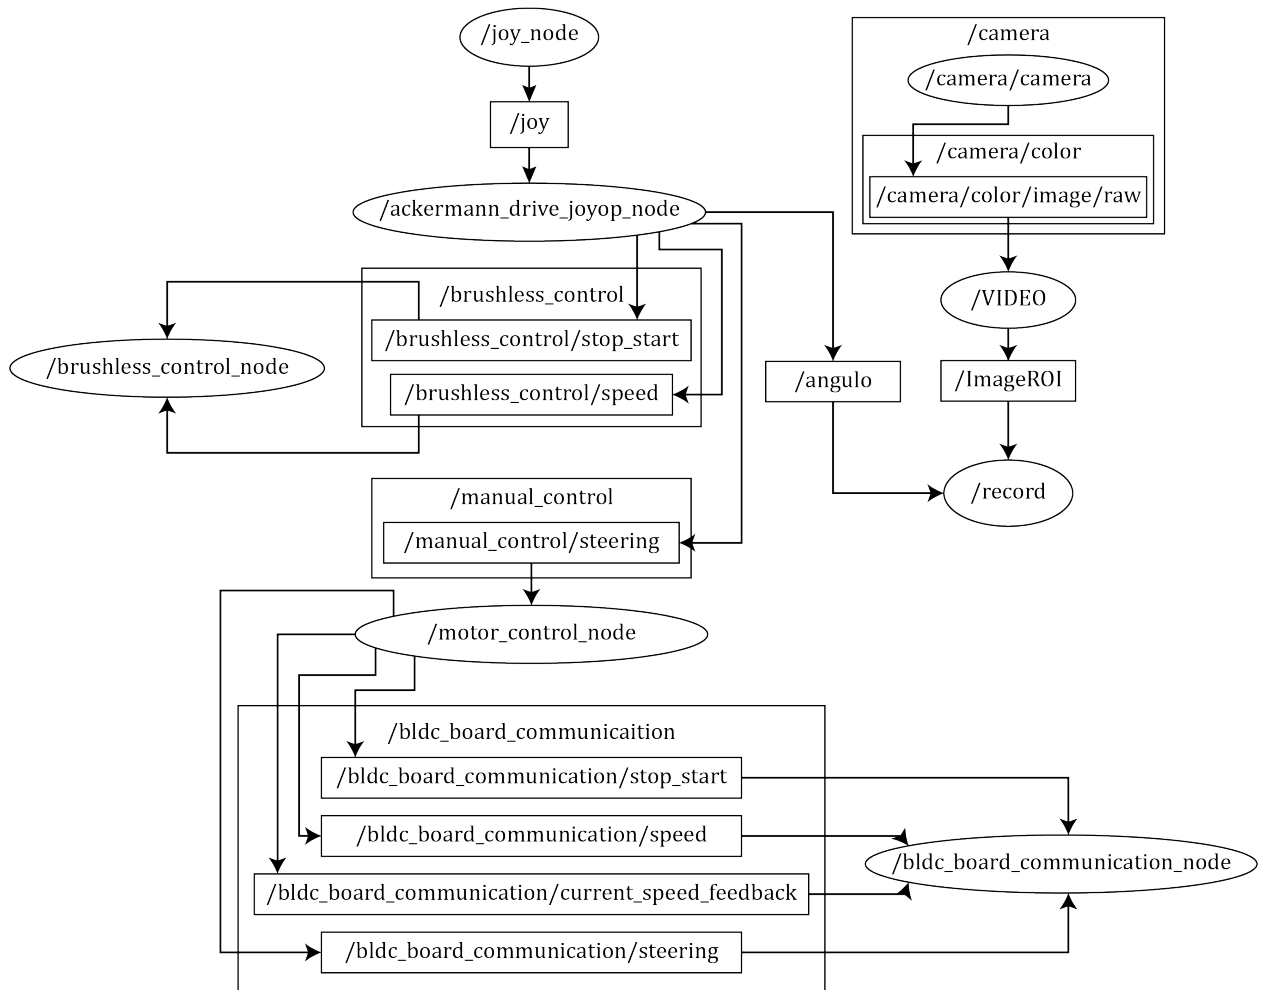 /joy_node
/camera
/camera/camera
/joy
/camera/color
/camera/color/image/raw
/ackermann_drive_joyop_node
/brushless_control
/VIDEO
/brushless_control/stop_start
/brushless_control_node
/angulo
/ImageROI
/brushless_control/speed
/record
/manual_control
/manual_control/steering
/motor_control_node
/bldc_board_communicaition
/bldc_board_communication/stop_start
/bldc_board_communication/speed
/bldc_board_communication_node
/bldc_board_communication/current_speed_feedback
/bldc_board_communication/steering